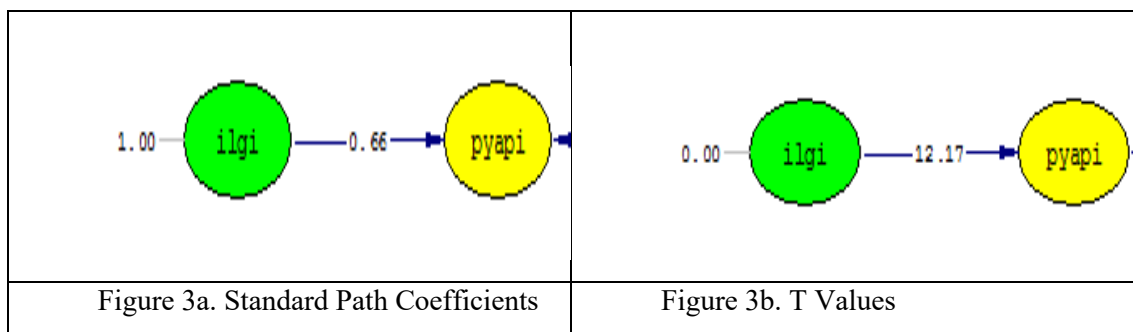 1.00 ilgi 0.66 pyapi
0.00 ilgi 12.17 pyapi
Figure 3a. Standard Path Coefficients
Figure 3b. T Values